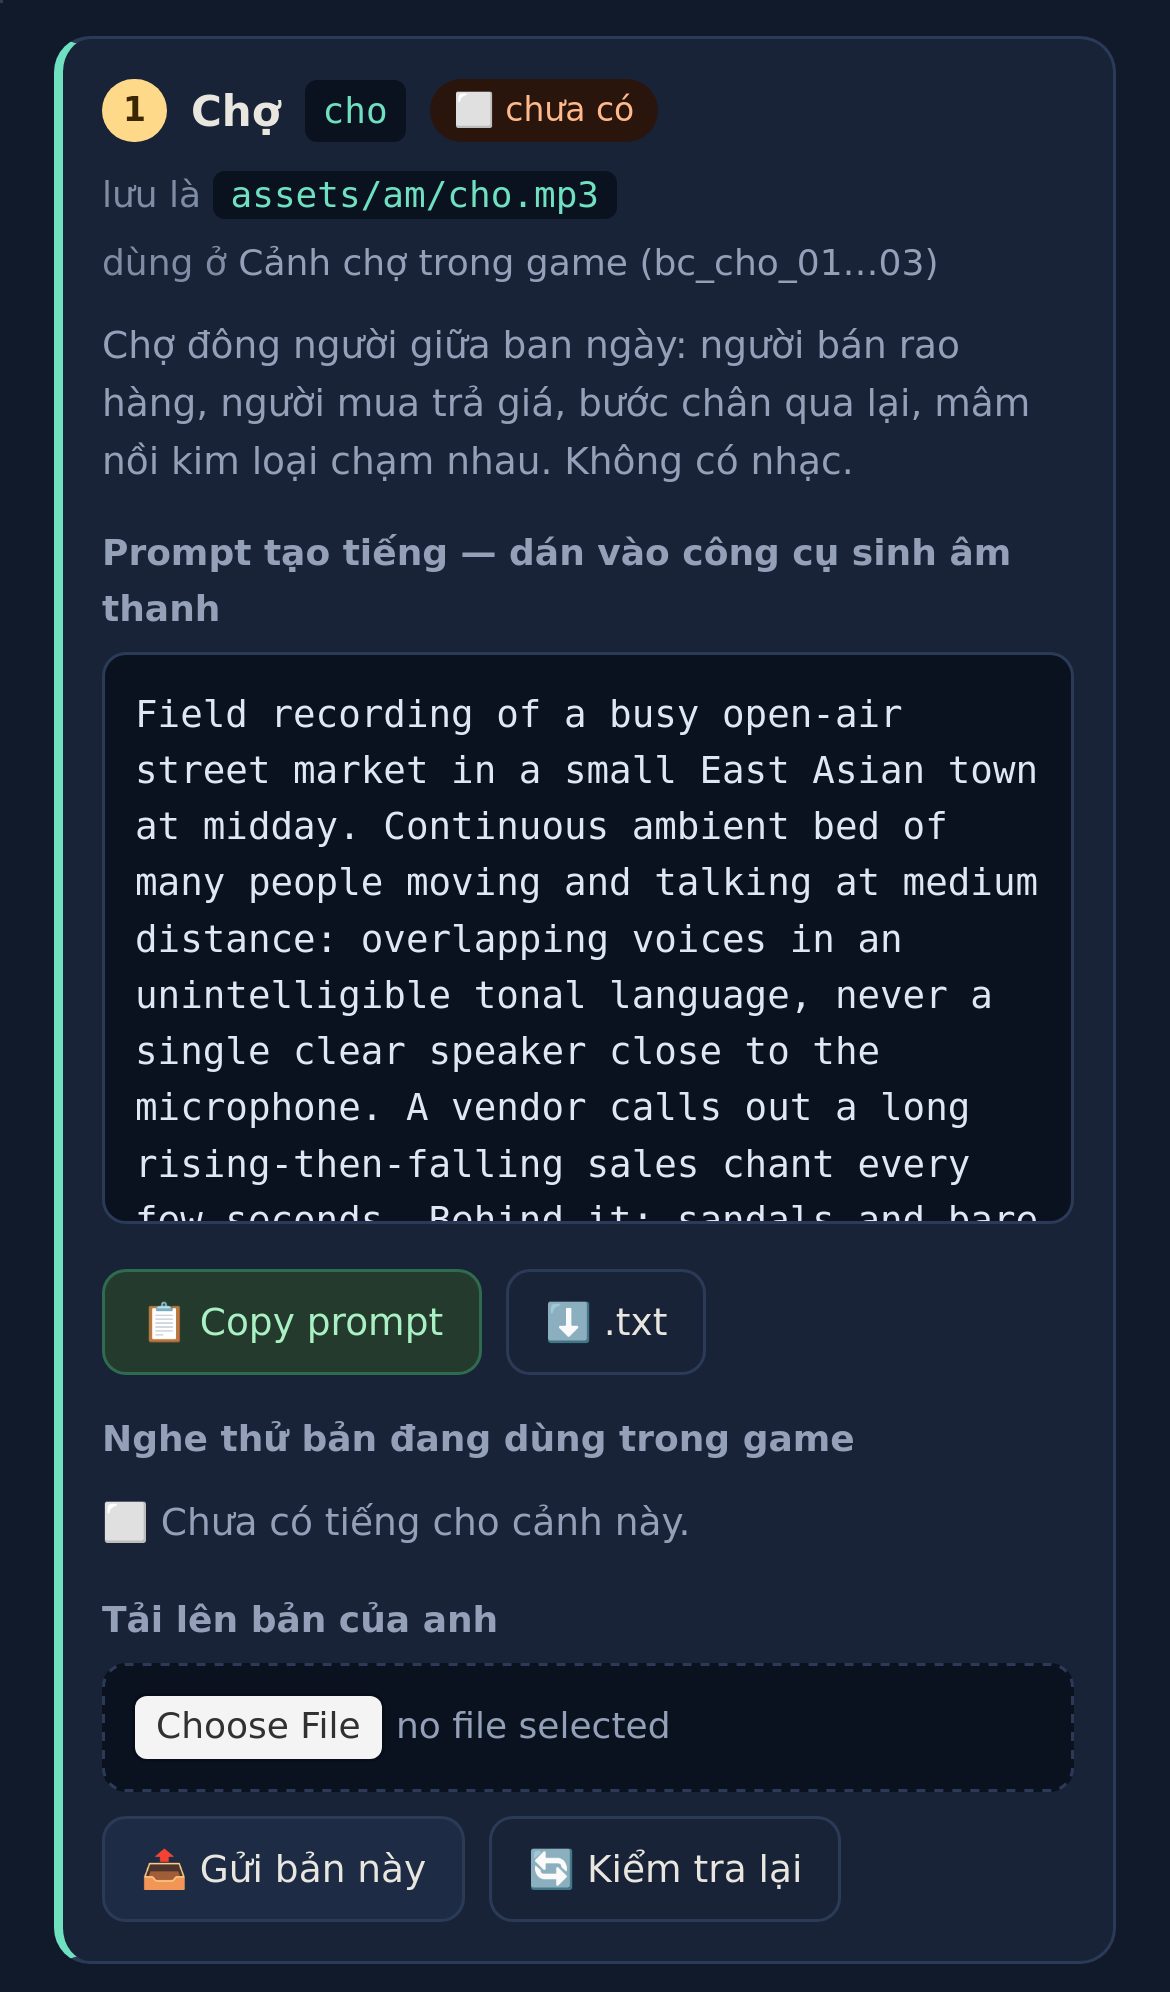 1 Chợ cho chưa có
lưu là assets/am/cho.mp3
dùng ở Cảnh chợ trong game (bc_cho_01…03)
Chợ đông người giữa ban ngày: người bán rao
hàng, người mua trả giá, bước chân qua lại, mâm
nồi kim loại chạm nhau. Không có nhạc.
Prompt tạo tiếng — dán vào công cụ sinh âm
thanh
Field recording of a busy open-air
street market in a small East Asian town
at midday. Continuous ambient bed of
many people moving and talking at medium
distance: overlapping voices in an
unintelligible tonal language, never a
single clear speaker close to the
microphone. A vendor calls out a long
rising-then-falling sales chant every
few seconds. Behind it: sandals and bare
Copy prompt .txt
Nghe thử bản đang dùng trong game
Chưa có tiếng cho cảnh này.
Tải lên bản của anh
Choose File no file selected
Gửi bản này Kiểm tra lại